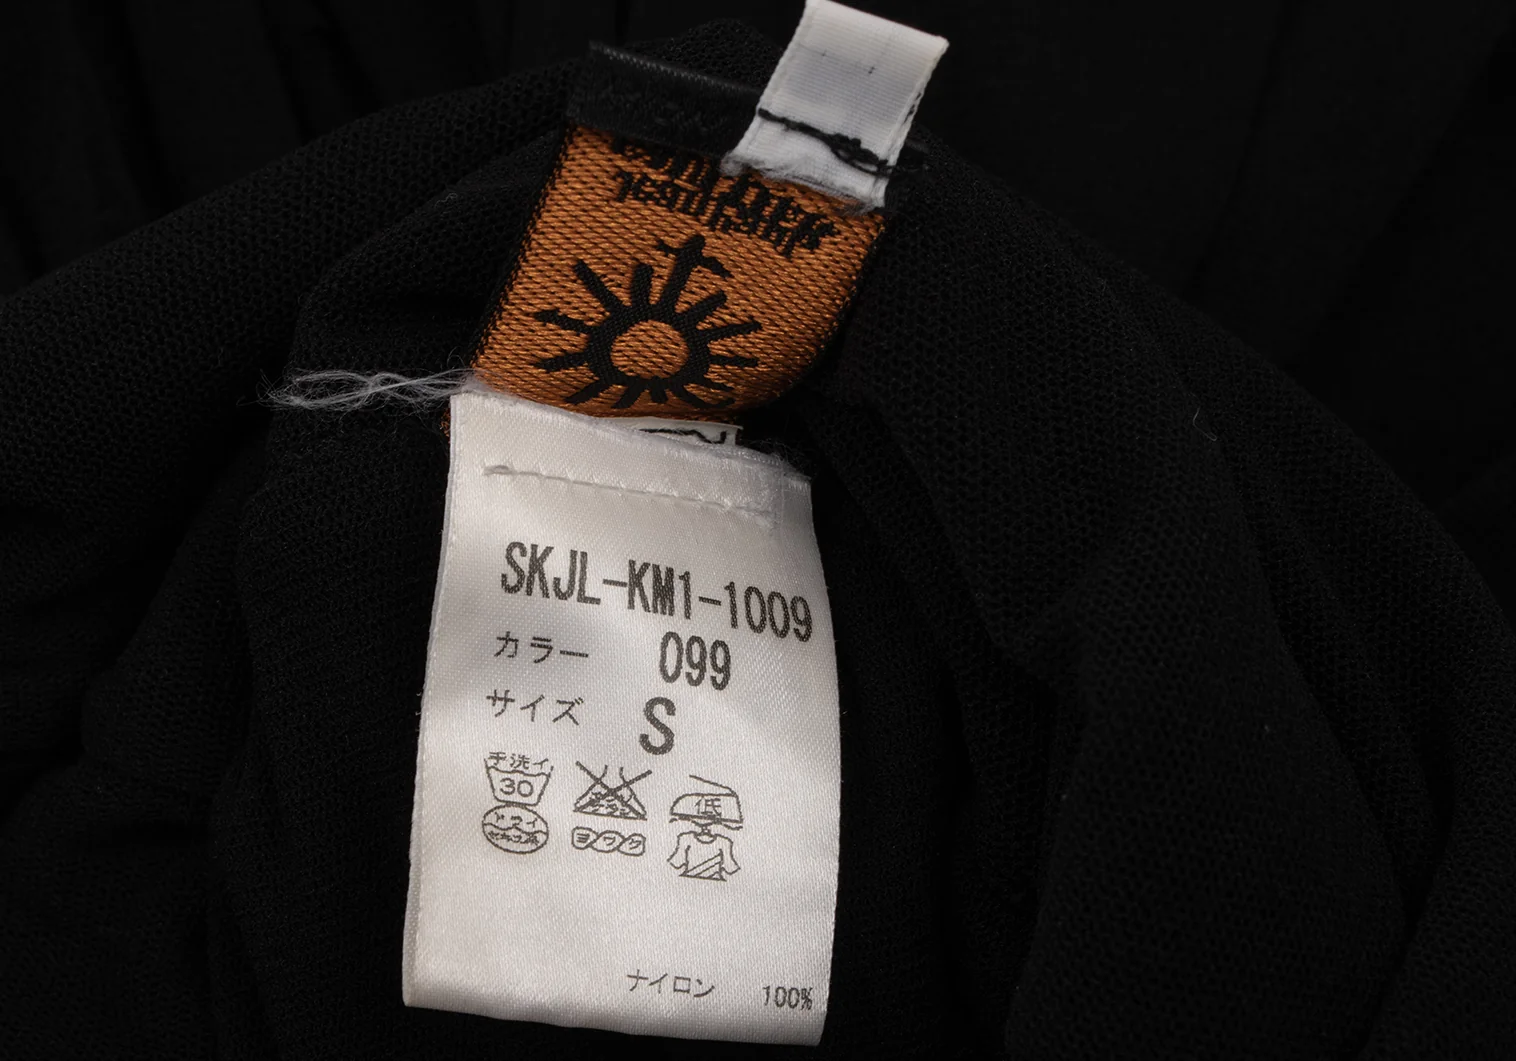 SKJL-KM1-1009
カラー 099
サイズ S
手洗イ 30 低
ドライ ヨワク
ナイロン 100%